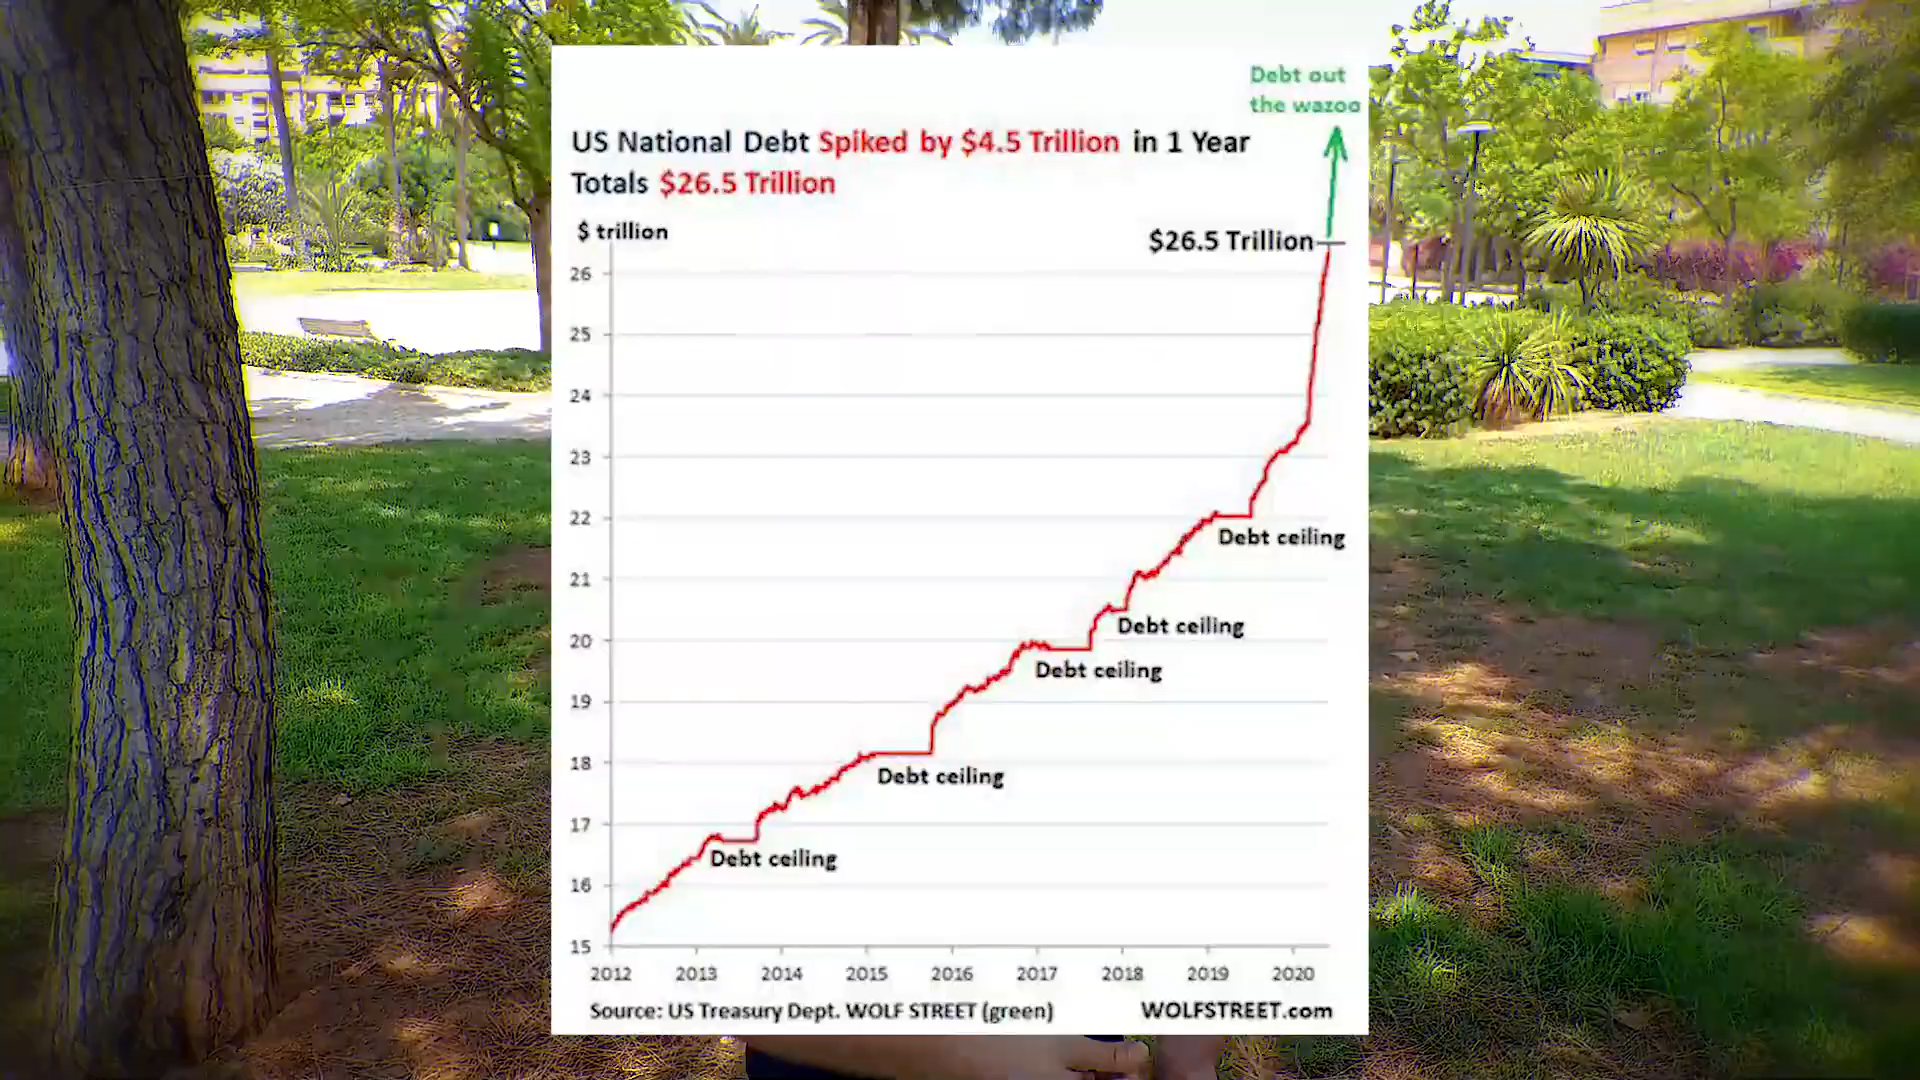 Debt out
the wazoo
US National Debt Spiked by $4.5 Trillion in 1 Year
Totals $26.5 Trillion
$ trillion
$26.5 Trillion
26
25
24
23
22
Debt ceiling
21
Debt ceiling
20
Debt ceiling
19
18
Debt ceiling
17
Debt ceiling
16
15
2012 2013 2014 2015 2016 2017 2018 2019 2020
Source: US Treasury Dept. WOLF STREET (green) WOLFSTREET.com